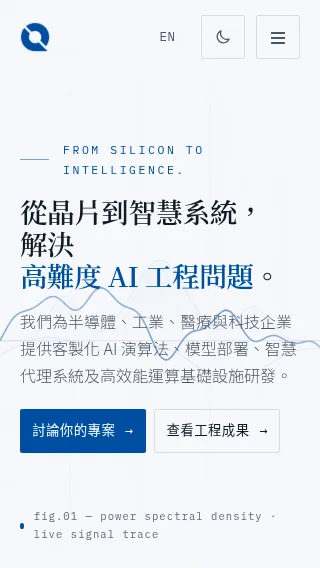 EN
FROM SILICON TO
INTELLIGENCE.
從晶片到智慧系統，
解決
高難度 AI 工程問題。
我們為半導體、工業、醫療與科技企業
提供客製化 AI 演算法、模型部署、智慧
代理系統及高效能運算基礎設施研發。
討論你的專案 →
查看工程成果 →
fig.01 — power spectral density ·
live signal trace